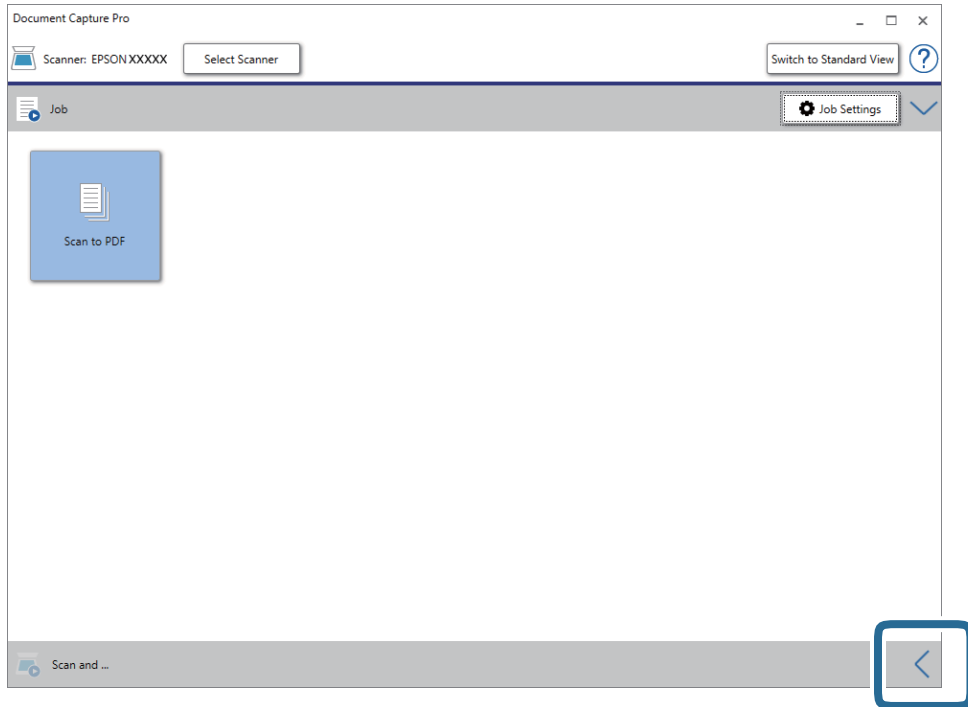 Document Capture Pro
Scanner: EPSON XXXXX
Select Scanner
Switch to Standard View
?
Job
Job Settings
Scan to PDF
Scan and ...